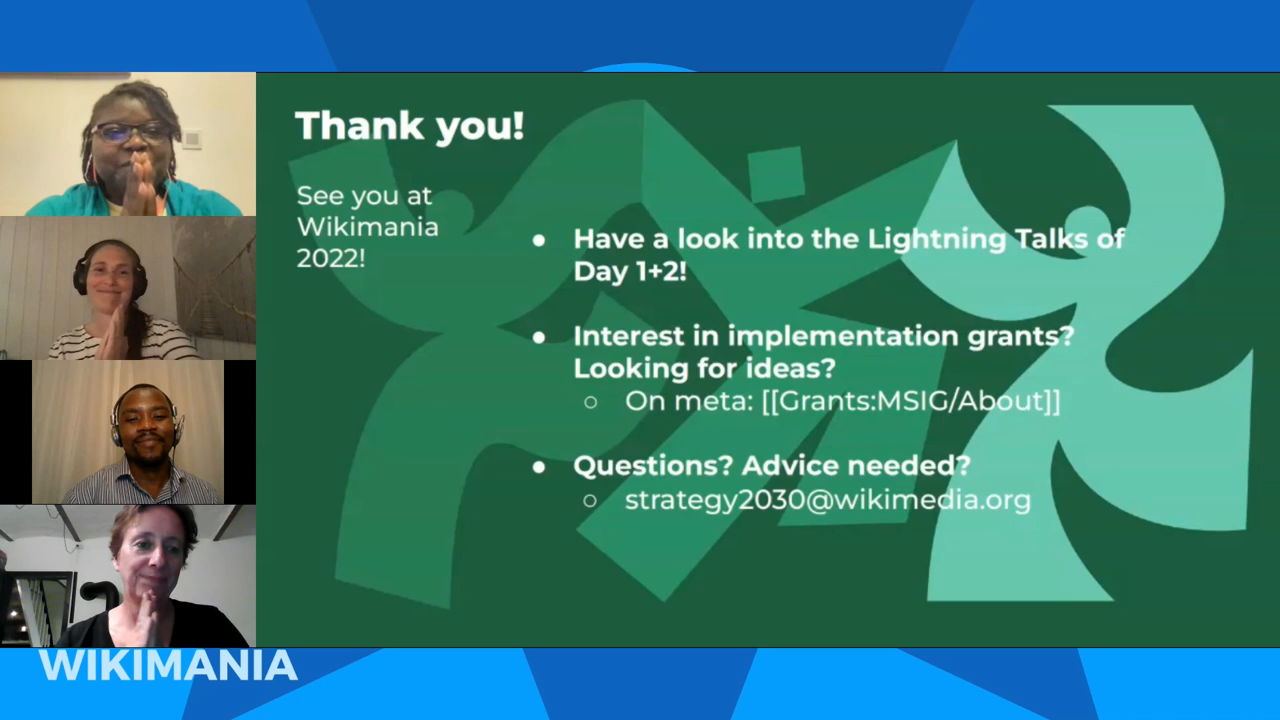 Thank you!
See you at
Wikimania
2022!
● Have a look into the Lightning Talks of
Day 1+2!
● Interest in implementation grants?
Looking for ideas?
○ On meta: [[Grants:MSIG/About]]
● Questions? Advice needed?
○ strategy2030@wikimedia.org
WIKIMANIA